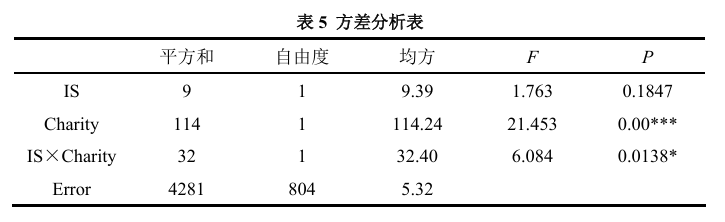 表 5 方差分析表
平方和 自由度 均方 F P
IS 9 1 9.39 1.763 0.1847
Charity 114 1 114.24 21.453 0.00***
IS×Charity 32 1 32.40 6.084 0.0138*
Error 4281 804 5.32